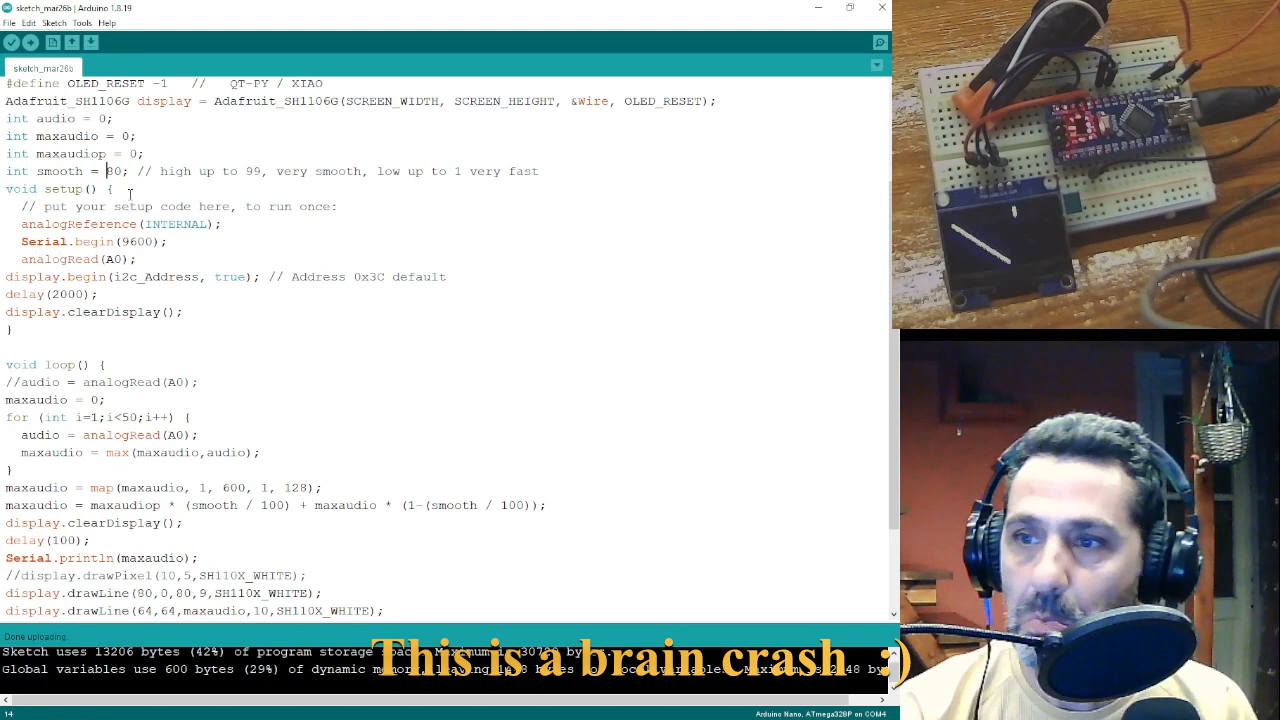 sketch_mar26b | Arduino 1.8.19
File Edit Sketch Tools Help
sketch_mar26b
#define OLED_RESET -1   //   QT-PY / XIAO
Adafruit_SH1106G display = Adafruit_SH1106G(SCREEN_WIDTH, SCREEN_HEIGHT, &Wire, OLED_RESET);
int audio = 0;
int maxaudio = 0;
int maxaudiop = 0;
int smooth = 80; // high up to 99, very smooth, low up to 1 very fast
void setup() {
  // put your setup code here, to run once:
  analogReference(INTERNAL);
  Serial.begin(9600);
  analogRead(A0);
display.begin(i2c_Address, true); // Address 0x3C default
delay(2000);
display.clearDisplay();
}
void loop() {
//audio = analogRead(A0);
maxaudio = 0;
for (int i=1;i<50;i++) {
  audio = analogRead(A0);
  maxaudio = max(maxaudio,audio);
}
maxaudio = map(maxaudio, 1, 600, 1, 128);
maxaudio = maxaudiop * (smooth / 100) + maxaudio * (1-(smooth / 100));
display.clearDisplay();
delay(100);
Serial.println(maxaudio);
//display.drawPixel(10,5,SH110X_WHITE);
display.drawLine(80,0,80,5,SH110X_WHITE);
display.drawLine(64,64,maxaudio,10,SH110X_WHITE);
Done uploading.
Sketch uses 13206 bytes (42%) of program storage
This is a brain crash :)
Global variables use 600 bytes (29%) of dynamic
14
Arduino Nano, ATmega328P on COM4